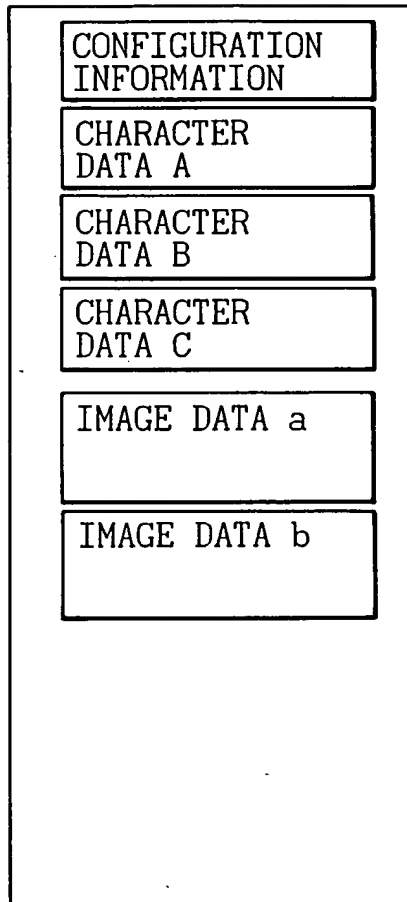 CONFIGURATION
INFORMATION
CHARACTER
DATA A
CHARACTER
DATA B
CHARACTER
DATA C
IMAGE DATA a
IMAGE DATA b